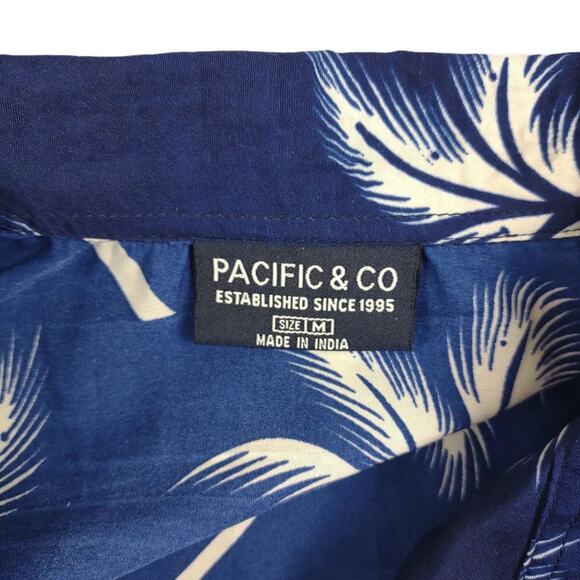 PACIFIC & CO
ESTABLISHED SINCE 1995
SIZE M
MADE IN INDIA